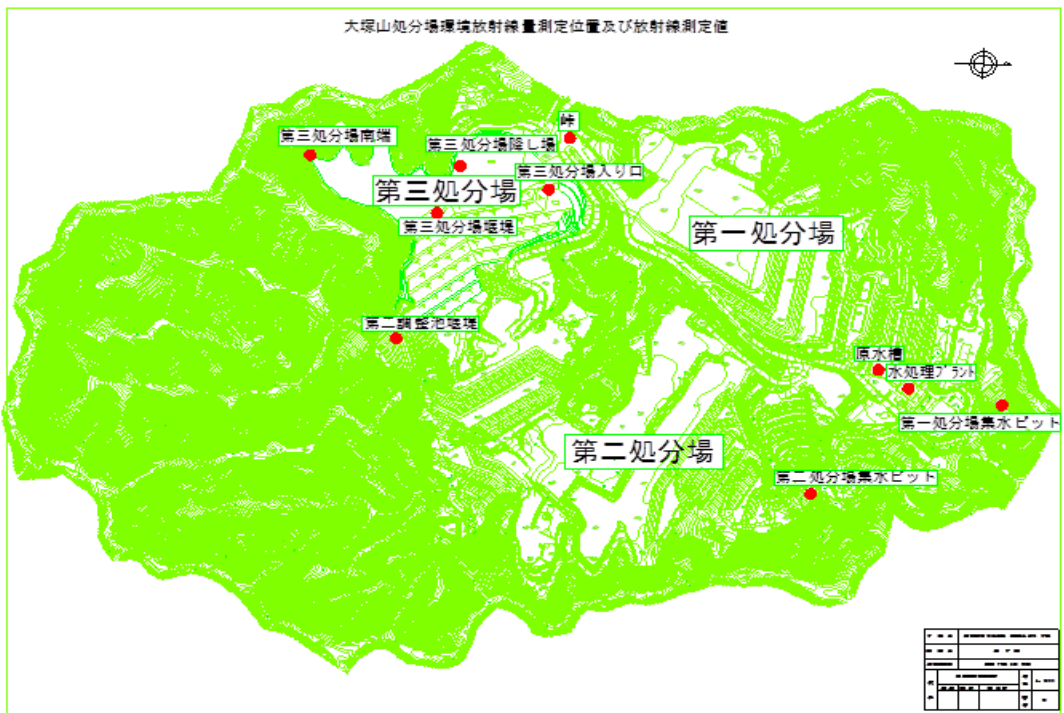 大塚山処分場環境放射線量測定位置及び放射線測定値
峠
第三処分場南端
第三処分場降し場
第三処分場入り口
第三処分場
第三処分場堰堤
第一処分場
第二調整池堰堤
原水槽
水処理プラント
第一処分場集水ピット
第二処分場
第二処分場集水ピット